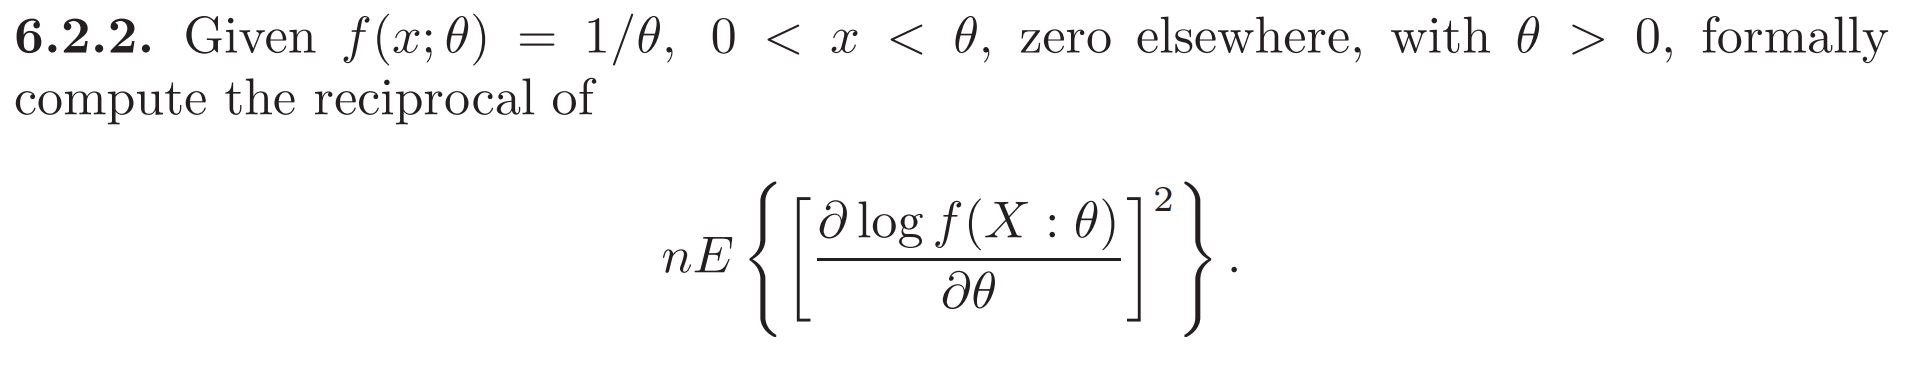 6.2.2. Given f(x; θ) = 1/θ, 0 < x < θ, zero elsewhere, with θ > 0, formally
compute the reciprocal of
nE { [ ∂ log f(X : θ) / ∂θ ]² } .